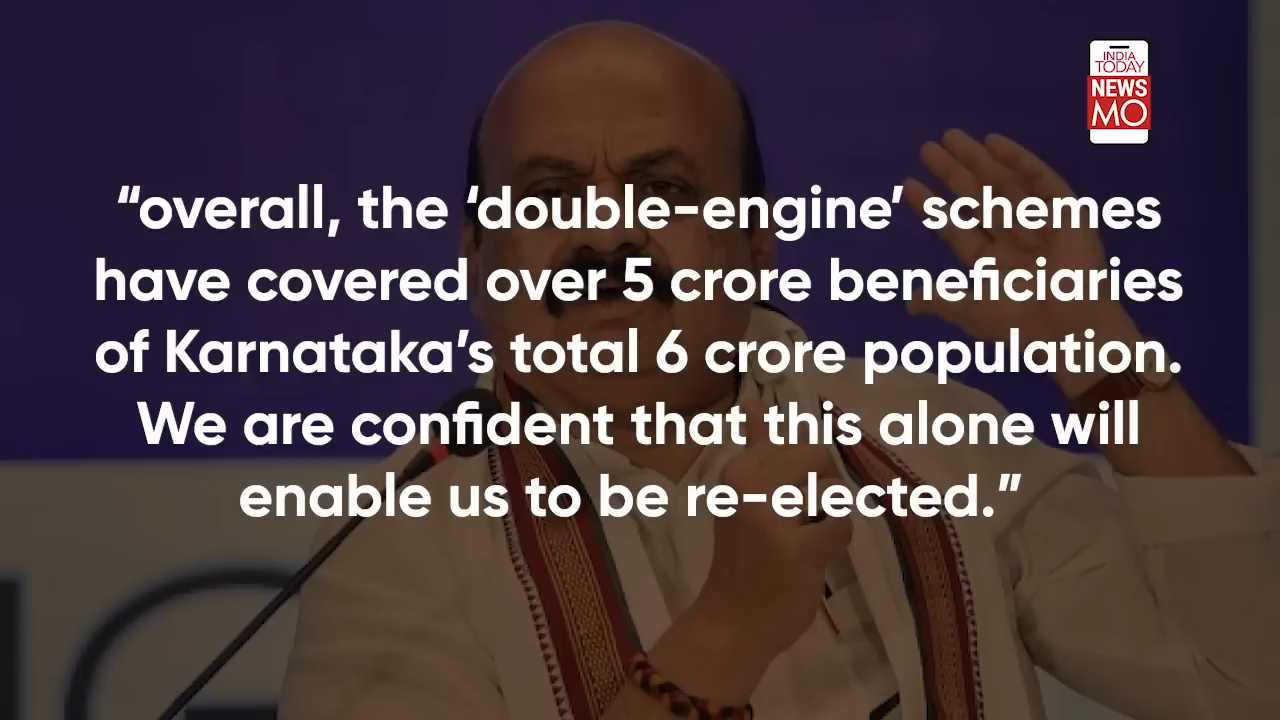 INDIA
TODAY
NEWS
MO
“overall, the ‘double-engine’ schemes
have covered over 5 crore beneficiaries
of Karnataka’s total 6 crore population.
We are confident that this alone will
enable us to be re-elected.”